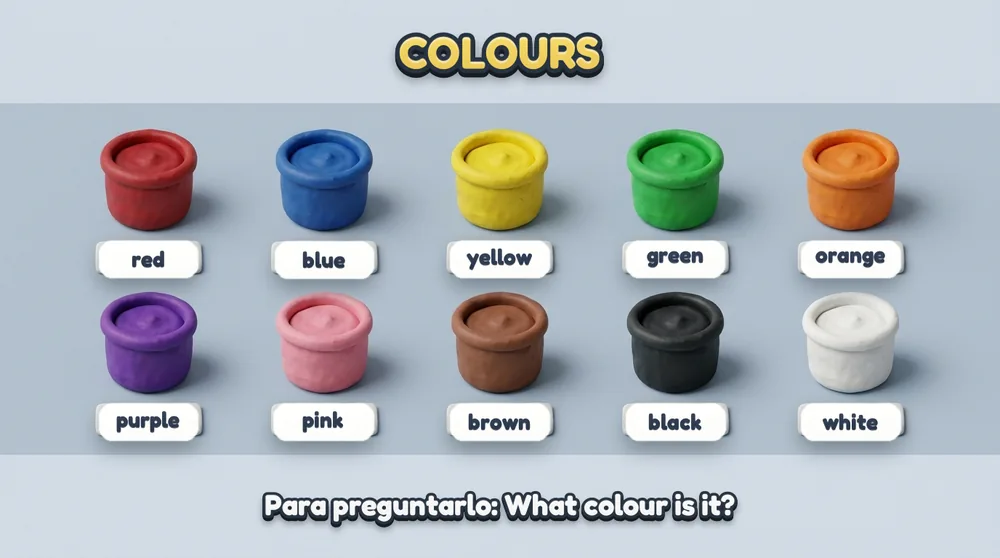 COLOURS
red
blue
yellow
green
orange
purple
pink
brown
black
white
Para preguntarlo: What colour is it?